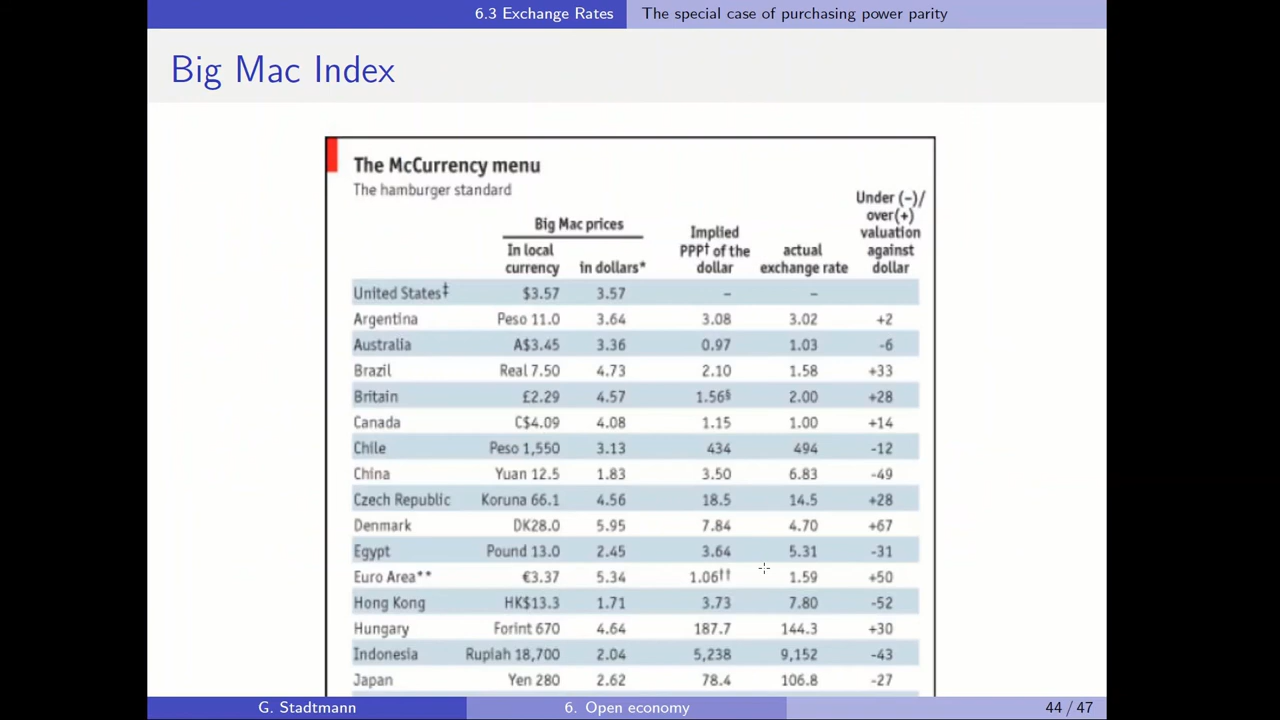 6.3 Exchange Rates The special case of purchasing power parity
Big Mac Index
The McCurrency menu
The hamburger standard
Big Mac prices
In local currency
in dollars*
Implied PPP† of the dollar
actual exchange rate
Under (–)/ over(+) valuation against dollar
United States‡ $3.57 3.57 – –
Argentina Peso 11.0 3.64 3.08 3.02 +2
Australia A$3.45 3.36 0.97 1.03 -6
Brazil Real 7.50 4.73 2.10 1.58 +33
Britain £2.29 4.57 1.56§ 2.00 +28
Canada C$4.09 4.08 1.15 1.00 +14
Chile Peso 1,550 3.13 434 494 -12
China Yuan 12.5 1.83 3.50 6.83 -49
Czech Republic Koruna 66.1 4.56 18.5 14.5 +28
Denmark DK28.0 5.95 7.84 4.70 +67
Egypt Pound 13.0 2.45 3.64 5.31 -31
Euro Area** €3.37 5.34 1.06†† 1.59 +50
Hong Kong HK$13.3 1.71 3.73 7.80 -52
Hungary Forint 670 4.64 187.7 144.3 +30
Indonesia Rupiah 18,700 2.04 5,238 9,152 -43
Japan Yen 280 2.62 78.4 106.8 -27
G. Stadtmann 6. Open economy 44 / 47